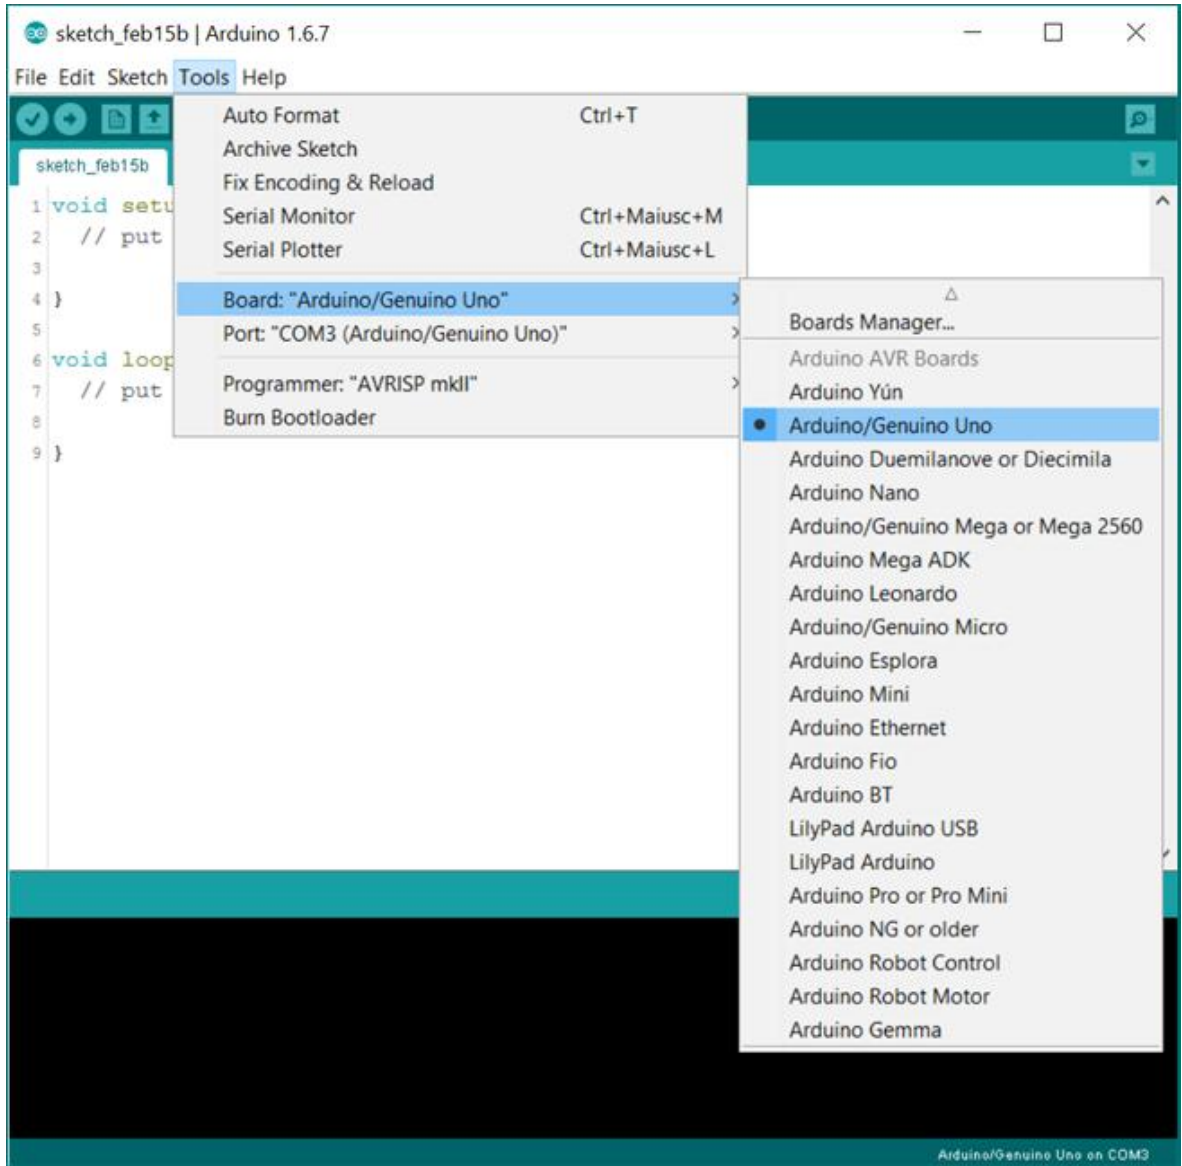 sketch_feb15b | Arduino 1.6.7
File Edit Sketch Tools Help
Auto Format Ctrl+T
Archive Sketch
Fix Encoding & Reload
Serial Monitor Ctrl+Maiusc+M
Serial Plotter Ctrl+Maiusc+L
Board: "Arduino/Genuino Uno"
Port: "COM3 (Arduino/Genuino Uno)"
Programmer: "AVRISP mkII"
Burn Bootloader
sketch_feb15b
1 void setu
2 // put
3
4 }
5
6 void loop
7 // put
8
9 }
Boards Manager...
Arduino AVR Boards
Arduino Yún
Arduino/Genuino Uno
Arduino Duemilanove or Diecimila
Arduino Nano
Arduino/Genuino Mega or Mega 2560
Arduino Mega ADK
Arduino Leonardo
Arduino/Genuino Micro
Arduino Esplora
Arduino Mini
Arduino Ethernet
Arduino Fio
Arduino BT
LilyPad Arduino USB
LilyPad Arduino
Arduino Pro or Pro Mini
Arduino NG or older
Arduino Robot Control
Arduino Robot Motor
Arduino Gemma
Arduino/Genuino Uno on COM3